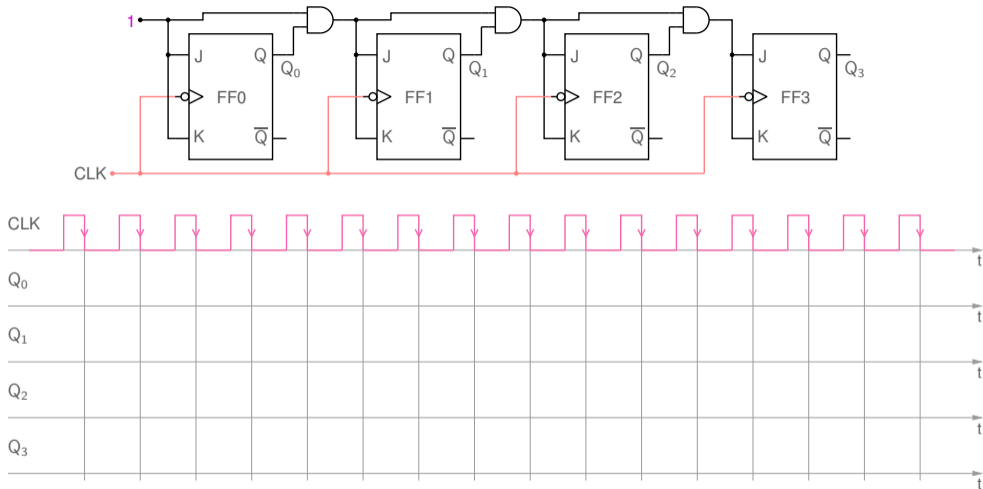 1
J Q Q₀ J Q Q₁ J Q Q₂ J Q Q₃
FF0 FF1 FF2 FF3
K Q̅ K Q̅ K Q̅ K Q̅
CLK
CLK
t
Q₀
t
Q₁
t
Q₂
t
Q₃
t